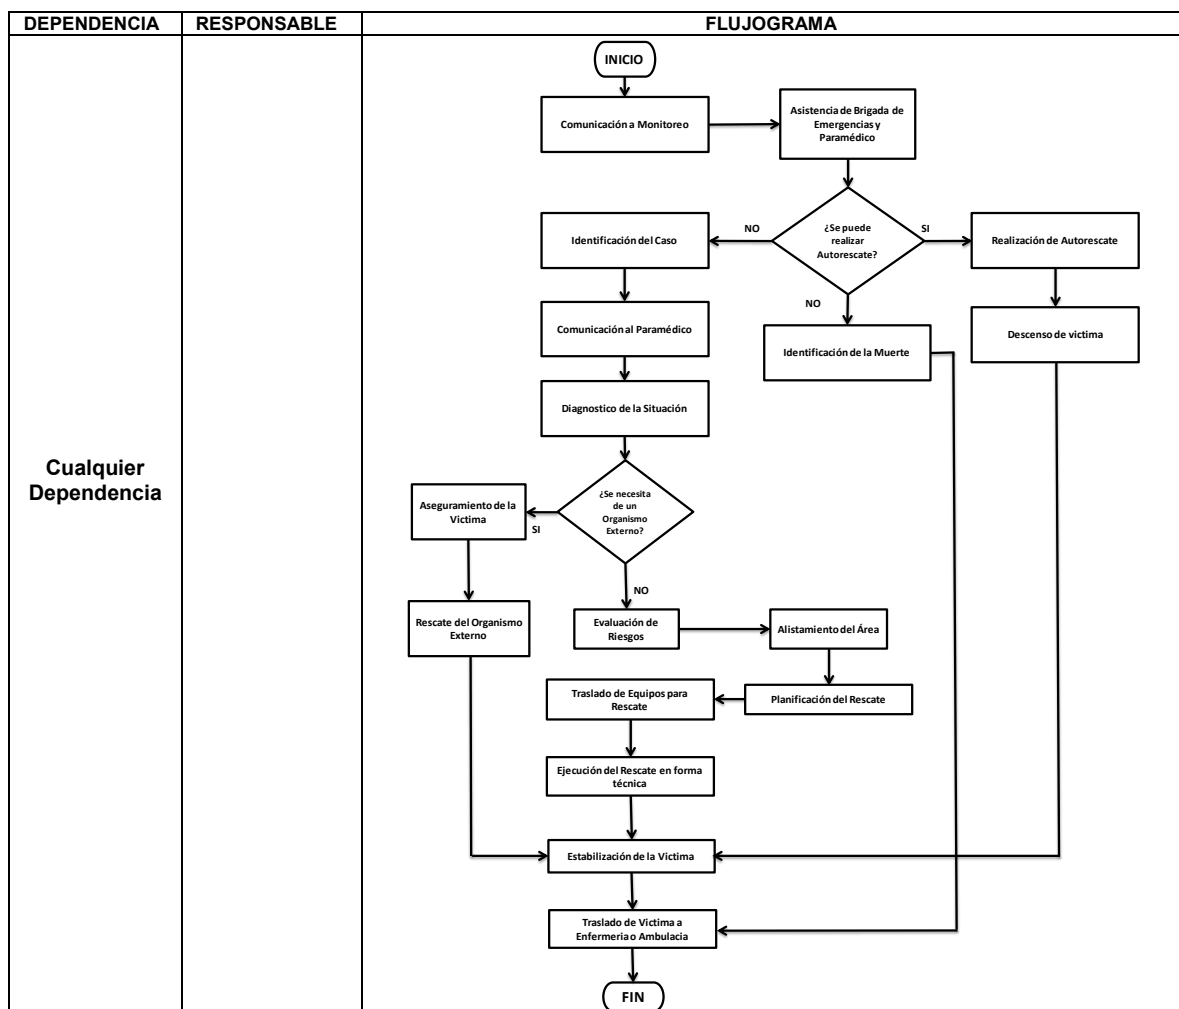 DEPENDENCIA
RESPONSABLE
FLUJOGRAMA
INICIO
Comunicación a Monitoreo
Asistencia de Brigada de
Emergencias y
Paramédico
¿Se puede
realizar
Autorescate?
NO
SI
NO
Identificación del Caso
Realización de Autorescate
Comunicación al Paramédico
Identificación de la Muerte
Descenso de victima
Diagnostico de la Situación
Cualquier
Dependencia
¿Se necesita
de un
Organismo
Externo?
SI
NO
Aseguramiento de la
Victima
Rescate del Organismo
Externo
Evaluación de
Riesgos
Alistamiento del Área
Planificación del Rescate
Traslado de Equipos para
Rescate
Ejecución del Rescate en forma
técnica
Estabilización de la Victima
Traslado de Victima a
Enfermeria o Ambulacia
FIN